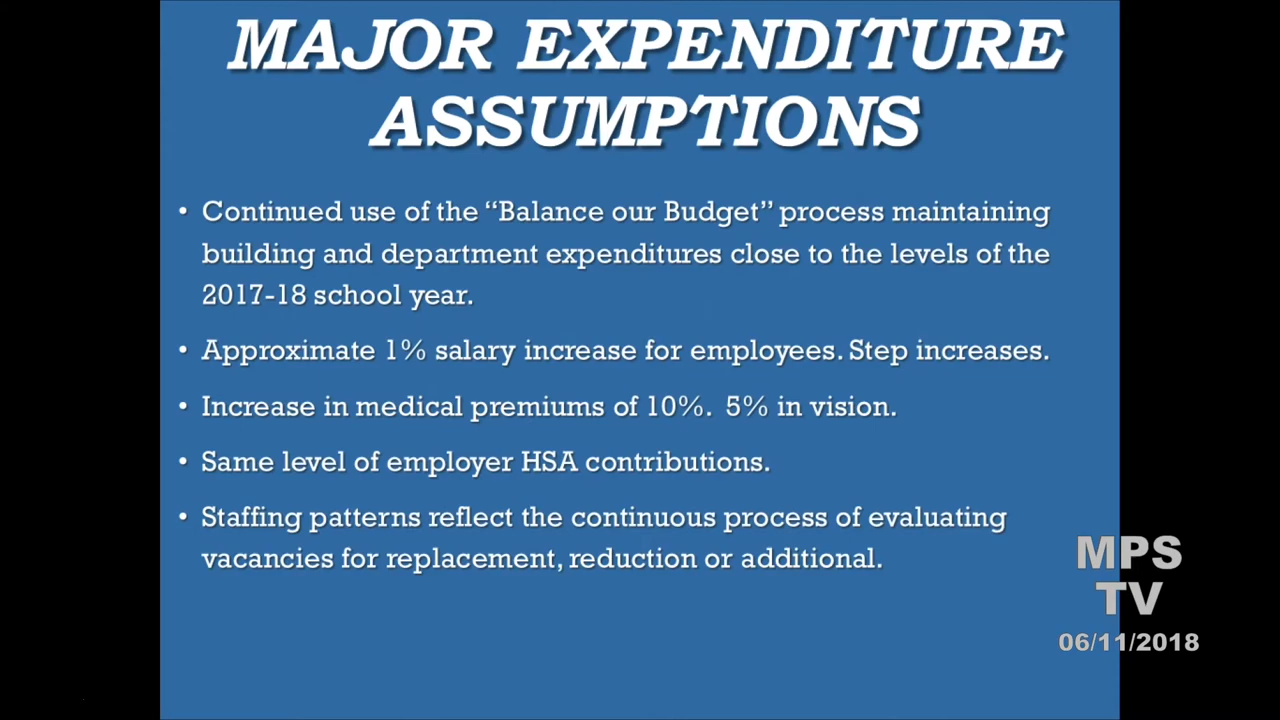 MAJOR EXPENDITURE
ASSUMPTIONS
• Continued use of the “Balance our Budget” process maintaining
building and department expenditures close to the levels of the
2017-18 school year.
• Approximate 1% salary increase for employees. Step increases.
• Increase in medical premiums of 10%.  5% in vision.
• Same level of employer HSA contributions.
• Staffing patterns reflect the continuous process of evaluating
vacancies for replacement, reduction or additional.
MPS
TV
06/11/2018